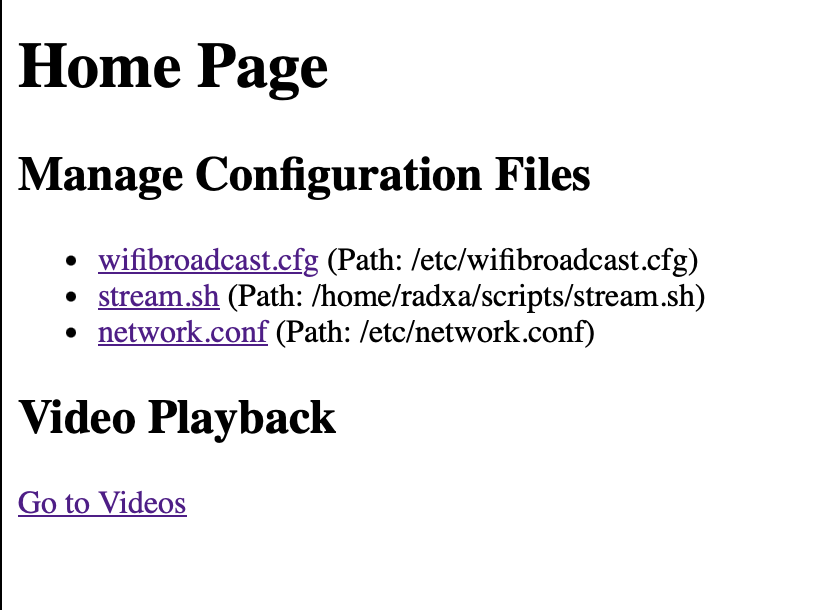 Home Page
Manage Configuration Files
• wifibroadcast.cfg (Path: /etc/wifibroadcast.cfg)
• stream.sh (Path: /home/radxa/scripts/stream.sh)
• network.conf (Path: /etc/network.conf)
Video Playback
Go to Videos